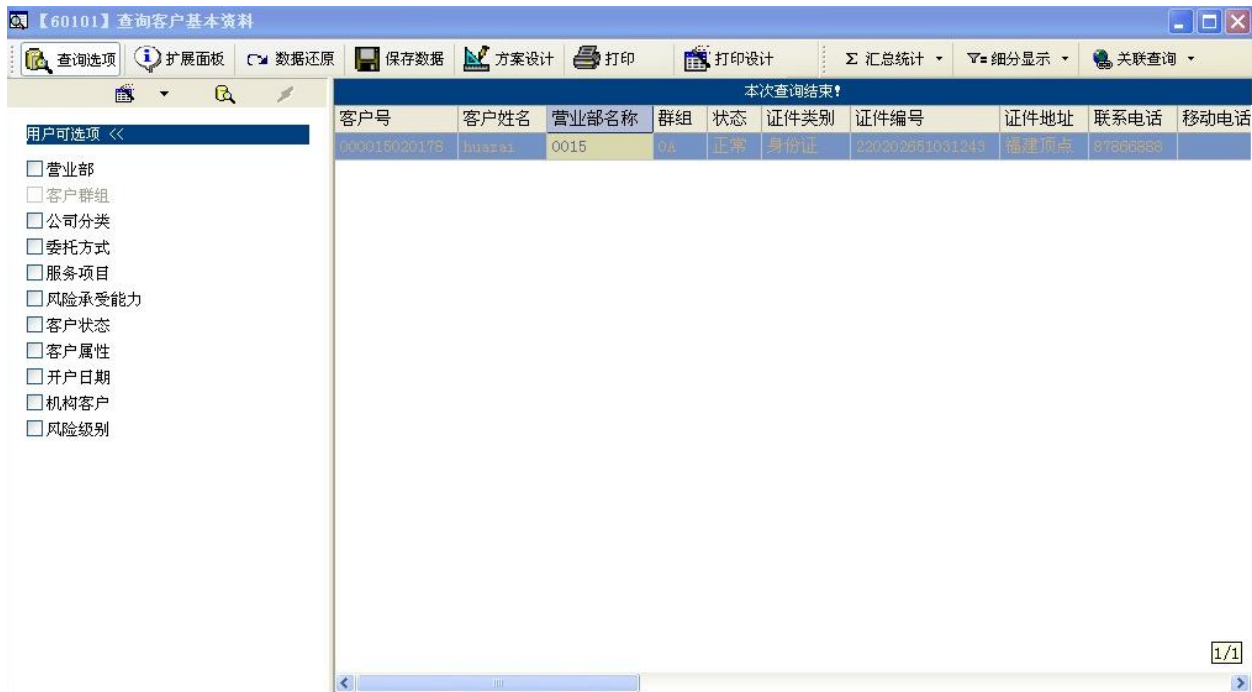 【60101】查询客户基本资料
查询选项 扩展面板 数据还原 保存数据 方案设计 打印 打印设计 Σ 汇总统计 细分显示 关联查询
本次查询结束!
客户号 客户姓名 营业部名称 群组 状态 证件类别 证件编号 证件地址 联系电话 移动电话
000015020178 huazai 0015 0A 正常 身份证 220202651031243 福建顶点 87866888
用户可选项 <<
营业部
客户群组
公司分类
委托方式
服务项目
风险承受能力
客户状态
客户属性
开户日期
机构客户
风险级别
1/1